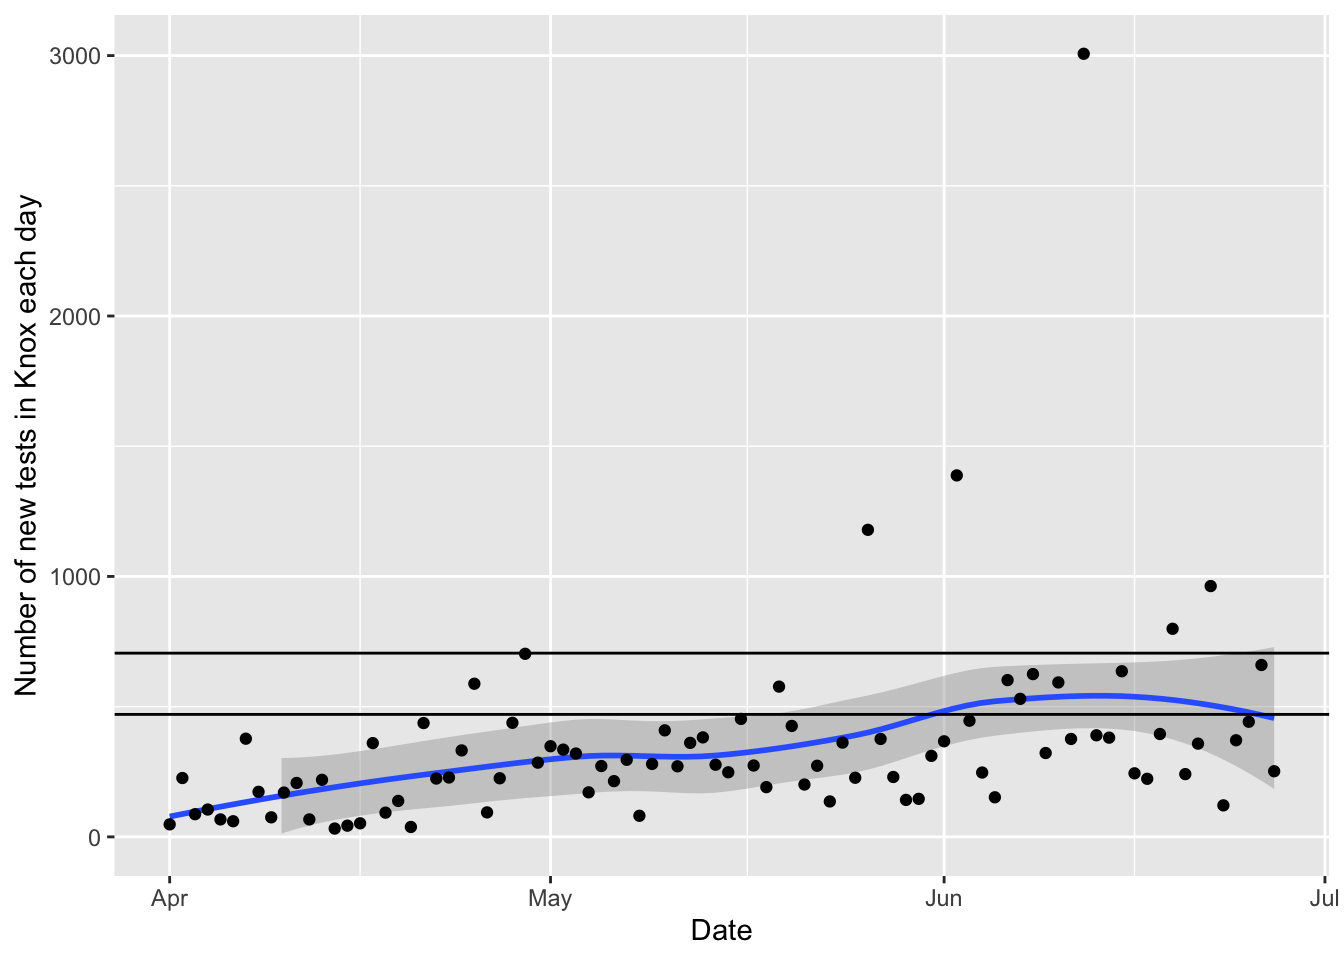 3000
2000
1000
0
Number of new tests in Knox each day
Apr
May
Jun
Jul
Date